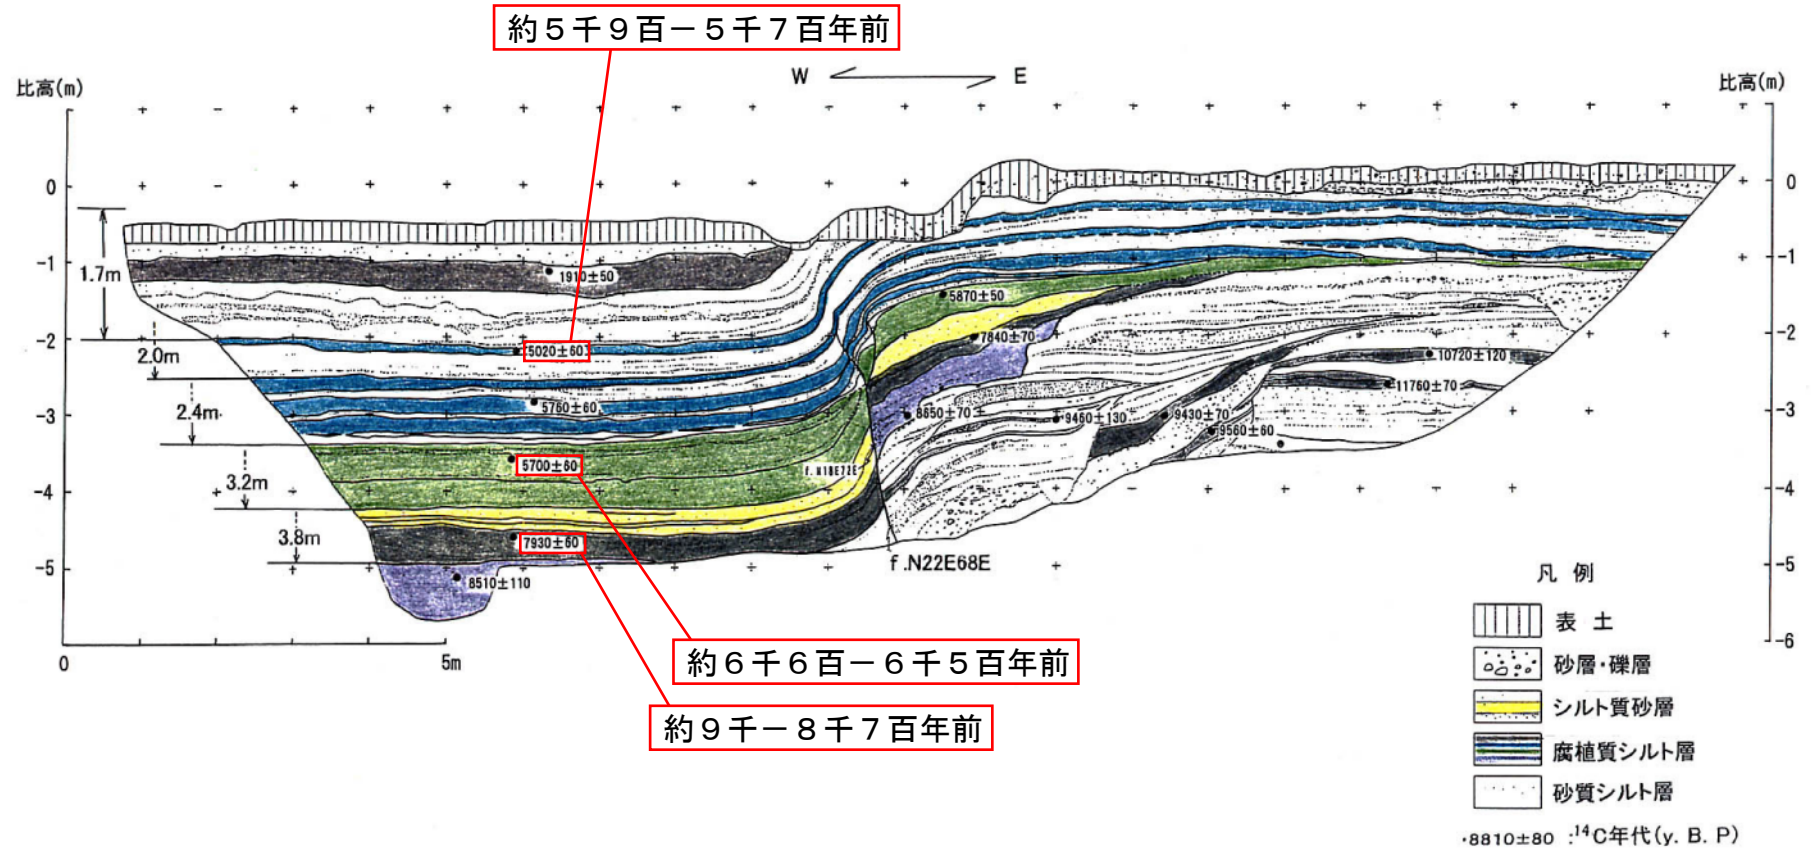 約５千９百－５千７百年前
W E
比高(m)
比高(m)
0
0
1.7m
-1
1910±50
-1
5870±50
-2
5020±60
7840±70
-2
2.0m
10720±120
11760±70
2.4m
5760±60
-3
8650±70
9460±130
9430±70
-3
9560±60
5700±60
f.N18E72E
3.2m
-4
-4
3.8m
7930±60
f.N22E68E
-5
8510±110
-5
凡 例
表 土
-6
0
5m
約６千６百－６千５百年前
砂層・礫層
シルト質砂層
約９千－８千７百年前
腐植質シルト層
砂質シルト層
・8810±80 :¹⁴C年代(y. B. P)